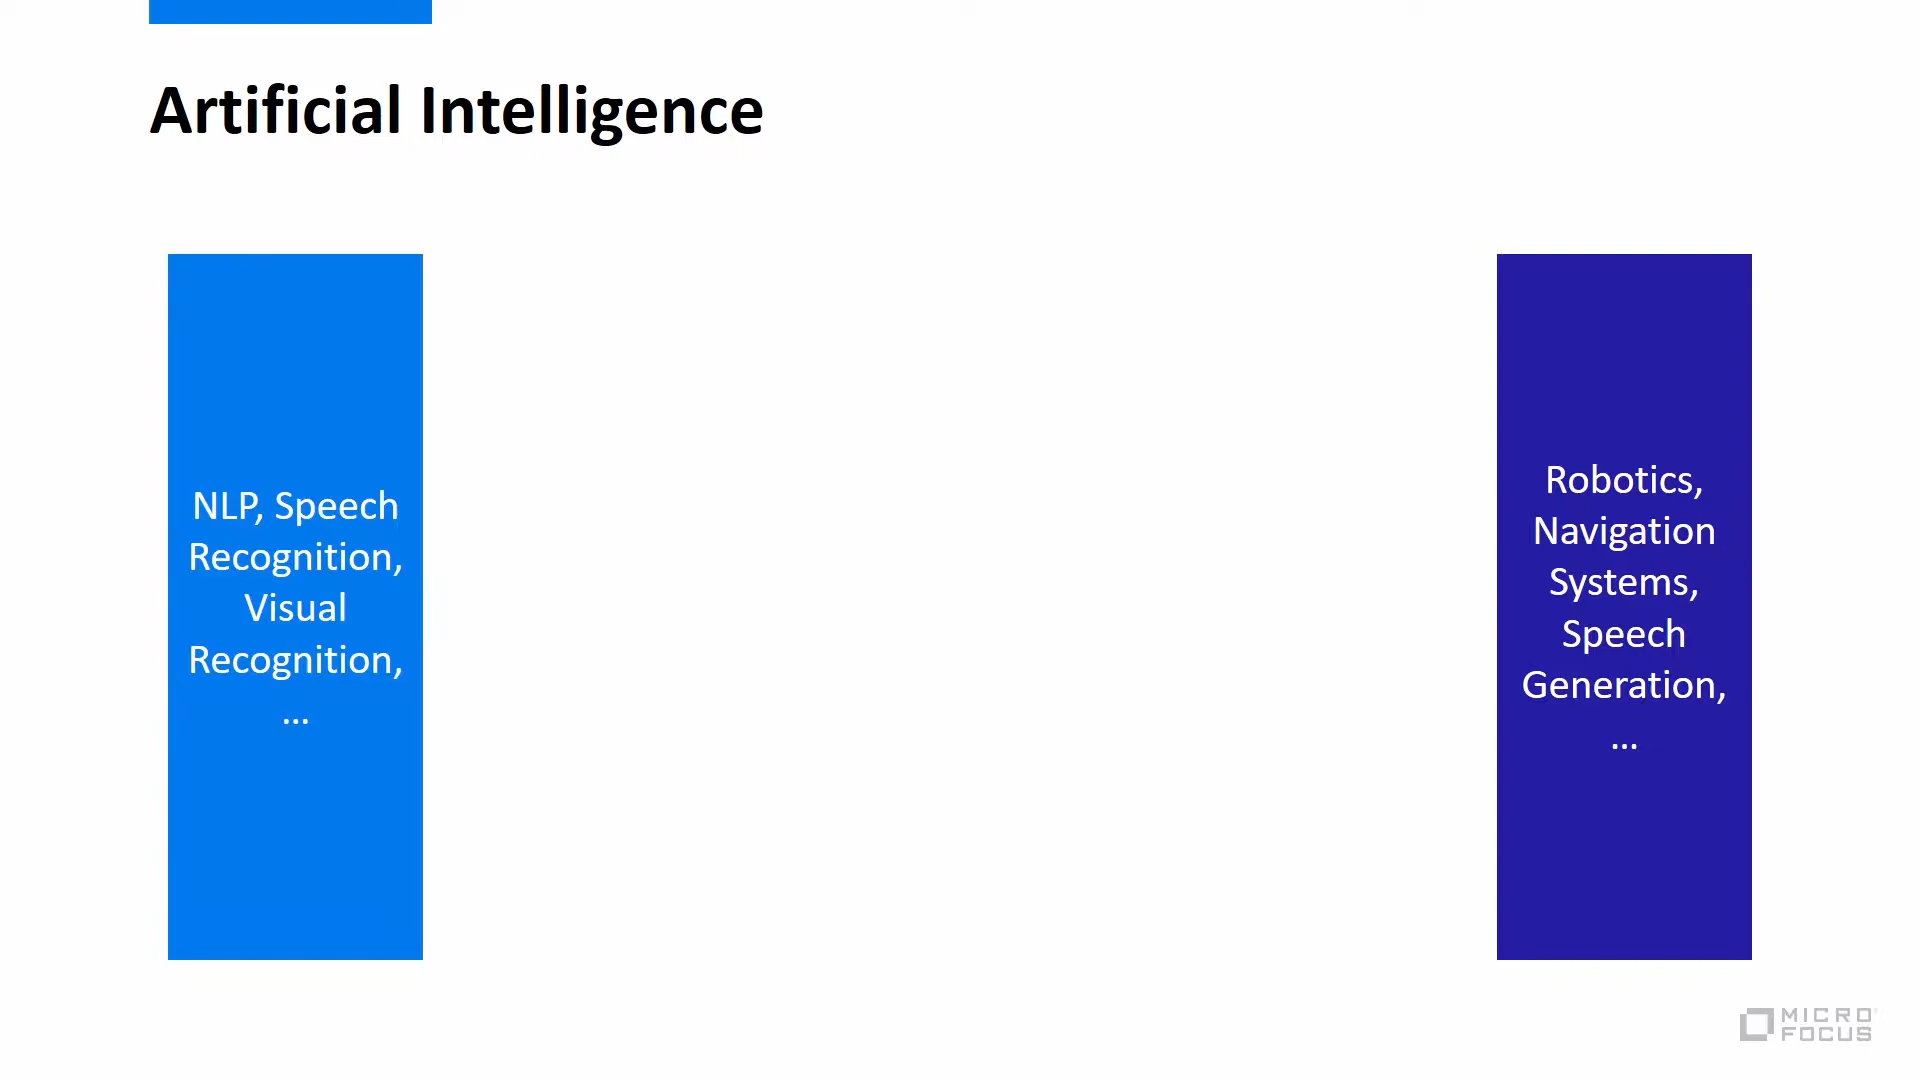 Artificial Intelligence
NLP, Speech
Recognition,
Visual
Recognition,
...
Robotics,
Navigation
Systems,
Speech
Generation,
...
MICRO
FOCUS